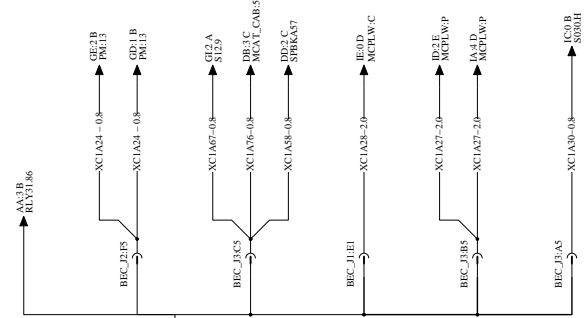 AA:3 B
RLY31.86
GE:2 B
PM:13
GD:1 B
PM:13
GI:2 A
S12.9
DB:3 C
MCAT_CAB:5
DD:2 C
SPBKA57
IE:0 D
MCPLW:C
ID:2 E
MCPLW:P
IA:4 D
MCPLW:P
IC:0 B
S030.H
XC1A24 - 0.8
XC1A24 - 0.8
XC1A67-0.8
XC1A76-0.8
XC1A58-0.8
XC1A28-2.0
XC1A27-2.0
XC1A27-2.0
XC1A30-0.8
BEC_J2:F5
BEC_J3:C5
BEC_J1:E1
BEC_J3:B5
BEC_J3:A5